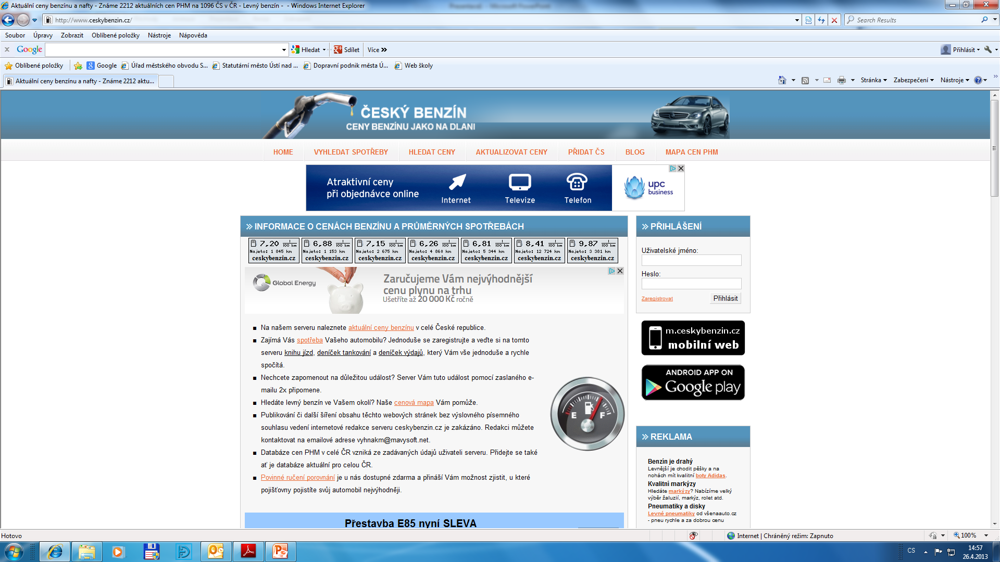 Aktuální ceny benzínu a nafty - Známe 2212 aktuálních cen PHM na 1096 ČS v ČR - Levný benzín - - Windows Internet Explorer
http://www.ceskybenzin.cz/
Search Results
Soubor Úpravy Zobrazit Oblíbené položky Nástroje Nápověda
x Google Hledat Sdílet Více Přihlásit
Oblíbené položky Google Úřad městského obvodu S... Statutární město Ústí nad ... Dopravní podnik města Ú... Web školy
Aktuální ceny benzínu a nafty - Známe 2212 aktu... Stránka Zabezpečení Nástroje
ČESKÝ BENZÍN
CENY BENZÍNU JAKO NA DLANI
HOME VYHLEDAT SPOTŘEBY HLEDAT CENY AKTUALIZOVAT CENY PŘIDAT ČS BLOG MAPA CEN PHM
Atraktivní ceny
při objednávce online
Internet Televize Telefon
upc
business
INFORMACE O CENÁCH BENZÍNU A PRŮMĚRNÝCH SPOTŘEBÁCH
7,20 l 100 km 6,88 l 100 km 7,15 l 100 km 6,26 l 100 km 6,81 l 100 km 8,41 l 100 km 9,87 l 100 km
Najeto: 1 845 km Najeto: 1 153 km Najeto: 2 675 km Najeto: 4 860 km Najeto: 5 344 km Najeto: 12 724 km Najeto: 3 381 km
ceskybenzin.cz ceskybenzin.cz ceskybenzin.cz ceskybenzin.cz ceskybenzin.cz ceskybenzin.cz ceskybenzin.cz
Global Energy
Zaručujeme Vám nejvýhodnější
cenu plynu na trhu
Ušetříte až 20 000 Kč ročně
Na našem serveru naleznete aktuální ceny benzínu v celé České republice.
Zajímá Vás spotřeba Vašeho automobilu? Jednoduše se zaregistrujte a veďte si na tomto
serveru knihu jízd, deníček tankování a deníček výdajů, který Vám vše jednoduše a rychle
spočítá.
Nechcete zapomenout na důležitou událost? Server Vám tuto událost pomocí zaslaného e-
mailu 2x připomene.
Hledáte levný benzín ve Vašem okolí? Naše cenová mapa Vám pomůže.
Publikování či další šíření obsahu těchto webových stránek bez výslovného písemného
souhlasu vedení internetové redakce serveru ceskybenzin.cz je zakázáno. Redakci můžete
kontaktovat na emailové adrese vyhnakm@mavysoft.net.
Databáze cen PHM v celé ČR vzniká ze zadávaných údajů uživateli serveru. Přidejte se také
ať je databáze aktuální pro celou ČR.
Povinné ručení porovnání je u nás dostupné zdarma a přináší Vám možnost zjistit, u které
pojišťovny pojistíte svůj automobil nejvýhodněji.
E F
Přestavba E85 nyní SLEVA
PŘIHLÁŠENÍ
Uživatelské jméno:
Heslo:
Zaregistrovat Přihlásit
m.ceskybenzin.cz
mobilní web
ANDROID APP ON
Google play
REKLAMA
Benzín je drahý
Levnější je chodit pěšky a na
nohách mít kvalitní boty Adidas.
Kvalitní markýzy
Hledáte markýzy? Nabízíme velký
výběr žaluzií, markýz, rolet atd.
Pneumatiky a disky
Levné pneumatiky od všenaauto.cz
- pneu rychle a za dobrou cenu
Hotovo Internet | Chráněný režim: Zapnuto 100%
CS 14:57
26.4.2013